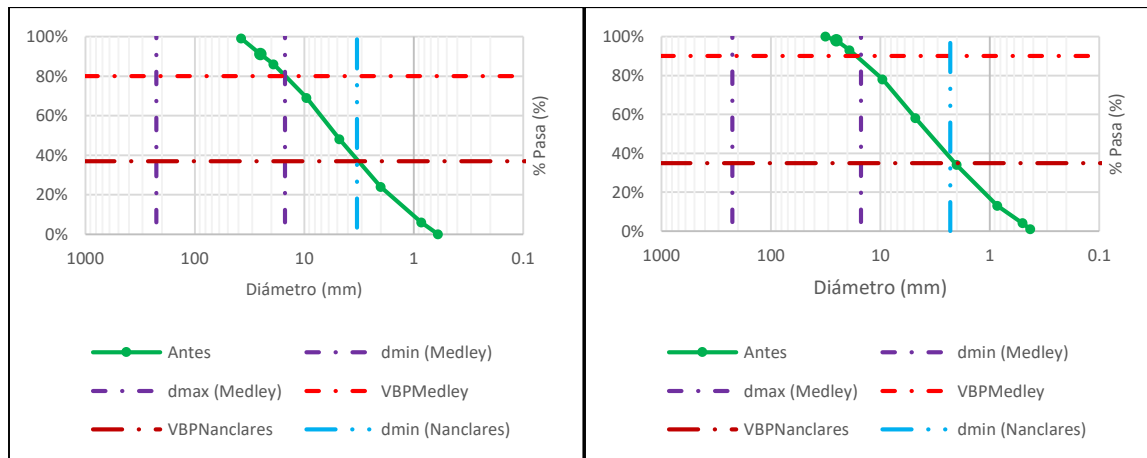 100%
80%
60%
40%
20%
0%
1000
100
10
1
0.1
% Pasa (%)
Diámetro (mm)
Antes
dmin (Medley)
dmax (Medley)
VBPMedley
VBPNanclares
dmin (Nanclares)
100%
80%
60%
40%
20%
0%
1000
100
10
1
0.1
% Pasa (%)
Diámetro (mm)
Antes
dmin (Medley)
dmax (Medley)
VBPMedley
VBPNanclares
dmin (Nanclares)